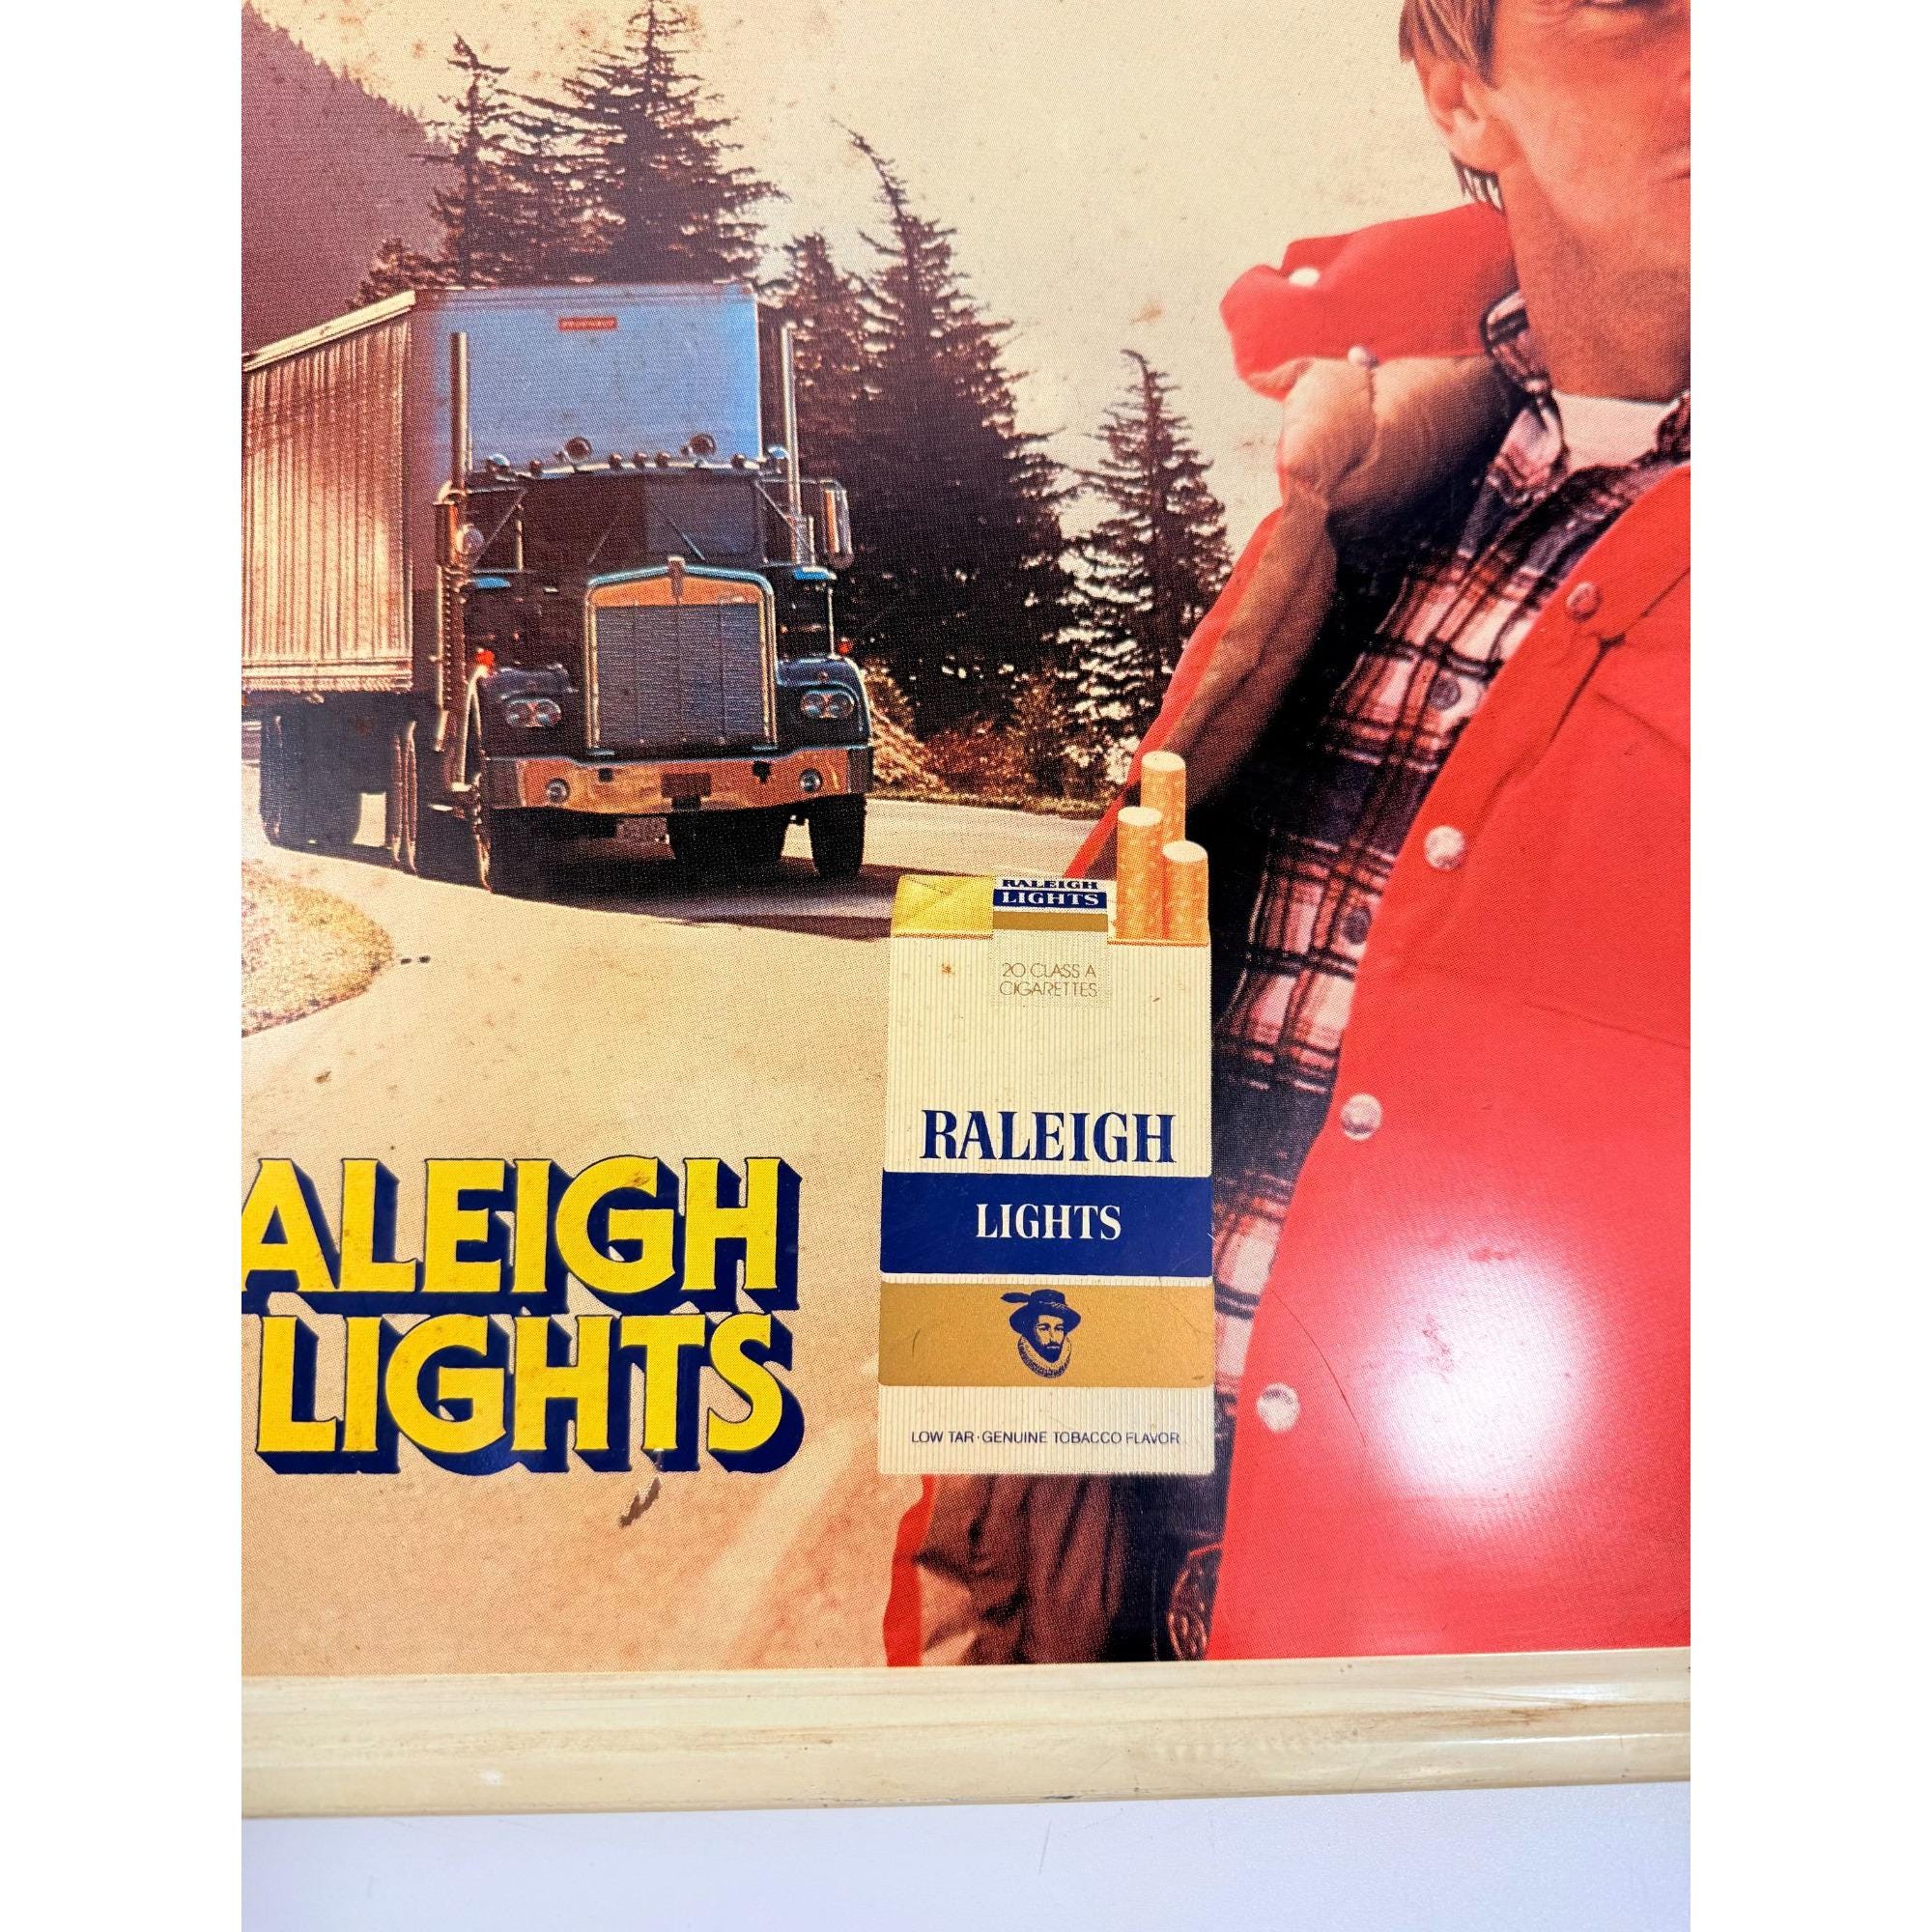 RALEIGH
LIGHTS
20 CLASS A
CIGARETTES
RALEIGH
LIGHTS
LOW TAR·GENUINE TOBACCO FLAVOR
ALEIGH
LIGHTS